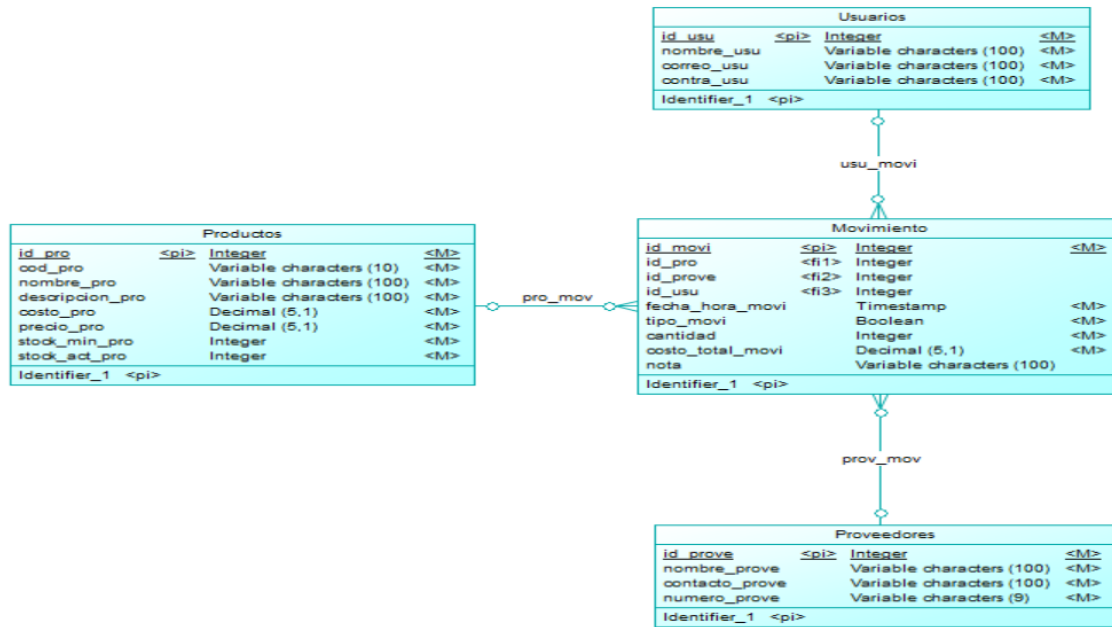 Usuarios
id_usu <pi> Integer <M>
nombre_usu Variable characters (100) <M>
correo_usu Variable characters (100) <M>
contra_usu Variable characters (100) <M>
Identifier_1 <pi>
usu_movi
Productos
id_pro <pi> Integer <M>
cod_pro Variable characters (10) <M>
nombre_pro Variable characters (100) <M>
descripcion_pro Variable characters (100) <M>
costo_pro Decimal (5,1) <M>
precio_pro Decimal (5,1) <M>
stock_min_pro Integer <M>
stock_act_pro Integer <M>
Identifier_1 <pi>
pro_mov
Movimiento
id_movi <pi> Integer <M>
id_pro <fi1> Integer
id_prove <fi2> Integer
id_usu <fi3> Integer
fecha_hora_movi Timestamp <M>
tipo_movi Boolean <M>
cantidad Integer <M>
costo_total_movi Decimal (5,1) <M>
nota Variable characters (100)
Identifier_1 <pi>
prov_mov
Proveedores
id_prove <pi> Integer <M>
nombre_prove Variable characters (100) <M>
contacto_prove Variable characters (100) <M>
numero_prove Variable characters (9) <M>
Identifier_1 <pi>